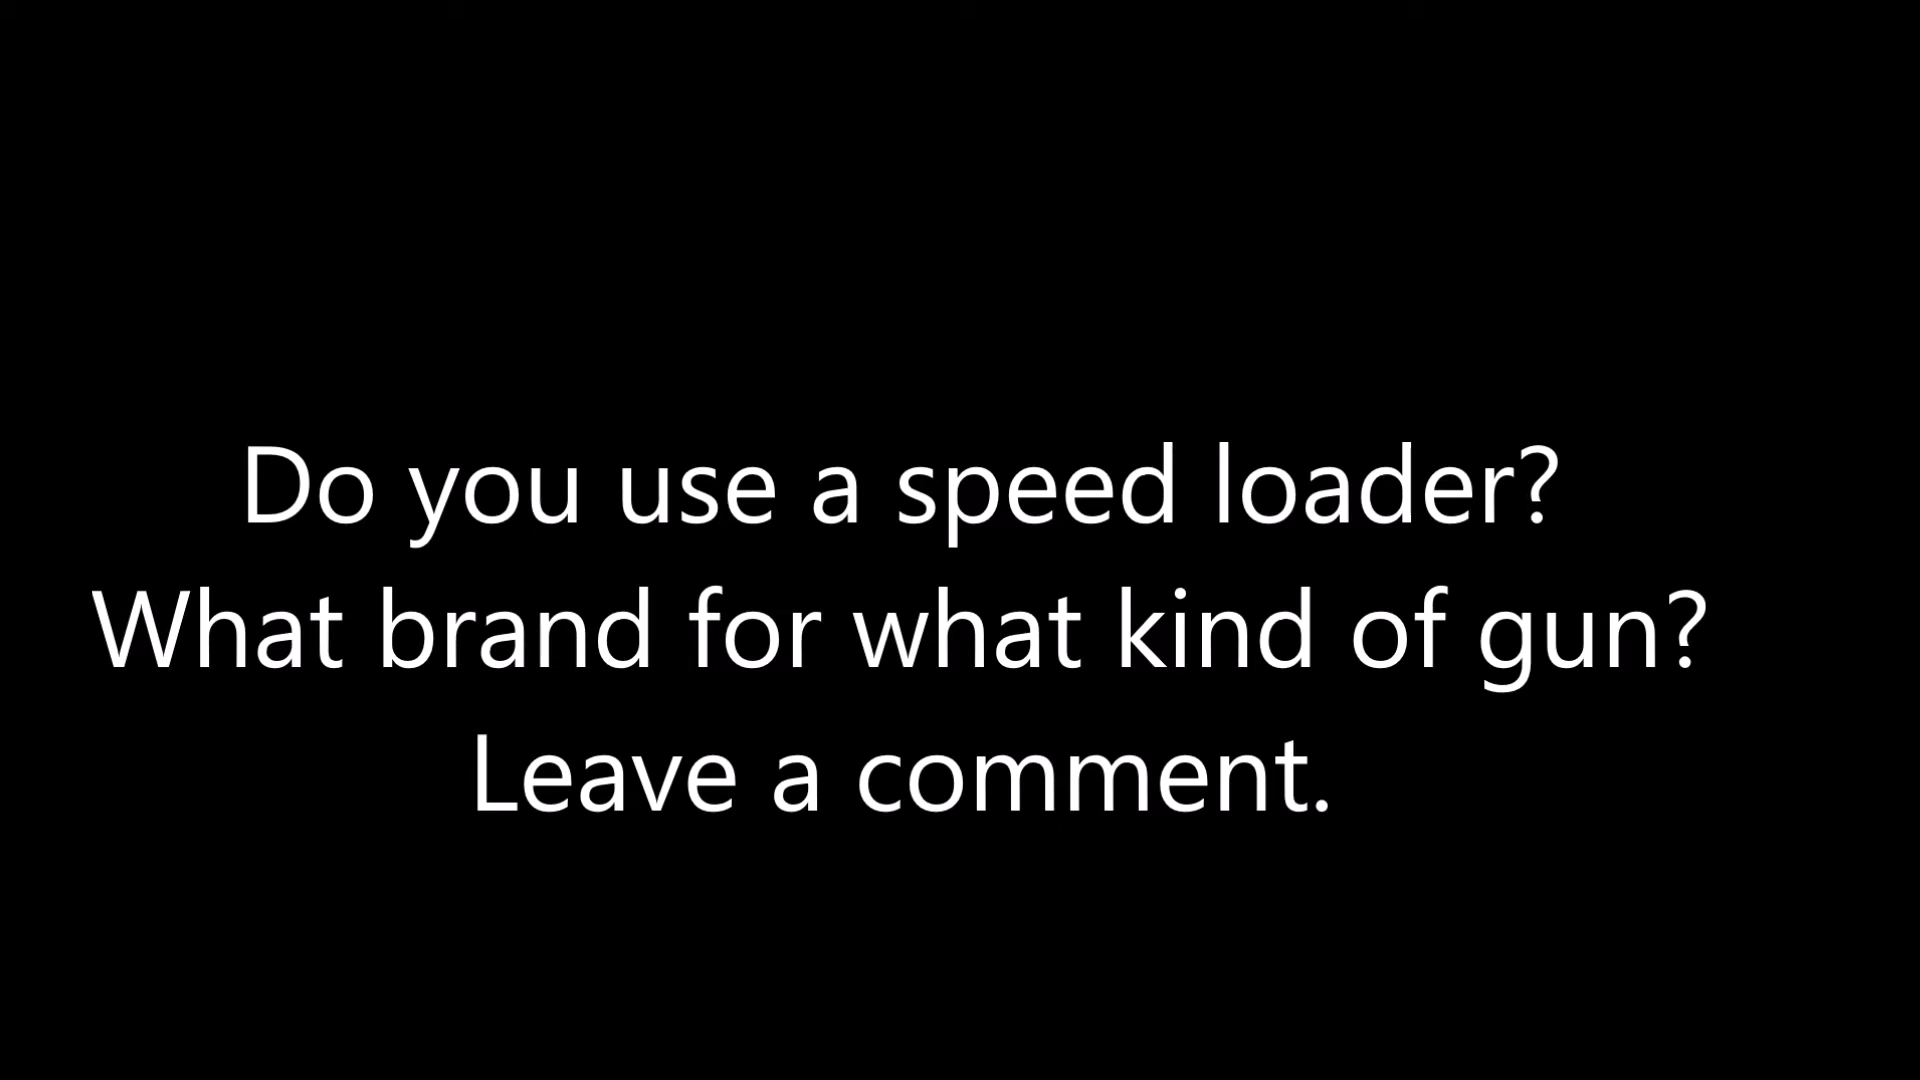 Do you use a speed loader?
What brand for what kind of gun?
Leave a comment.